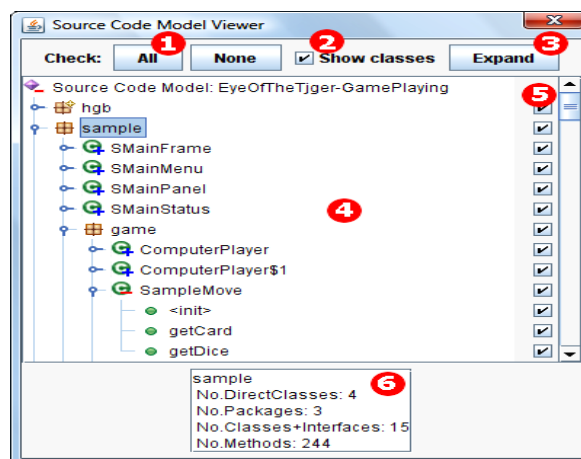 Source Code Model Viewer
x
1
2
3
Check: All None Show classes Expand
Source Code Model: EyeOfTheTjger-GamePlaying
5
hgb
sample
SMainFrame
SMainMenu
SMainPanel
SMainStatus
4
game
ComputerPlayer
ComputerPlayer$1
SampleMove
<init>
getCard
getDice
sample
6
No.DirectClasses: 4
No.Packages: 3
No.Classes+Interfaces: 15
No.Methods: 244